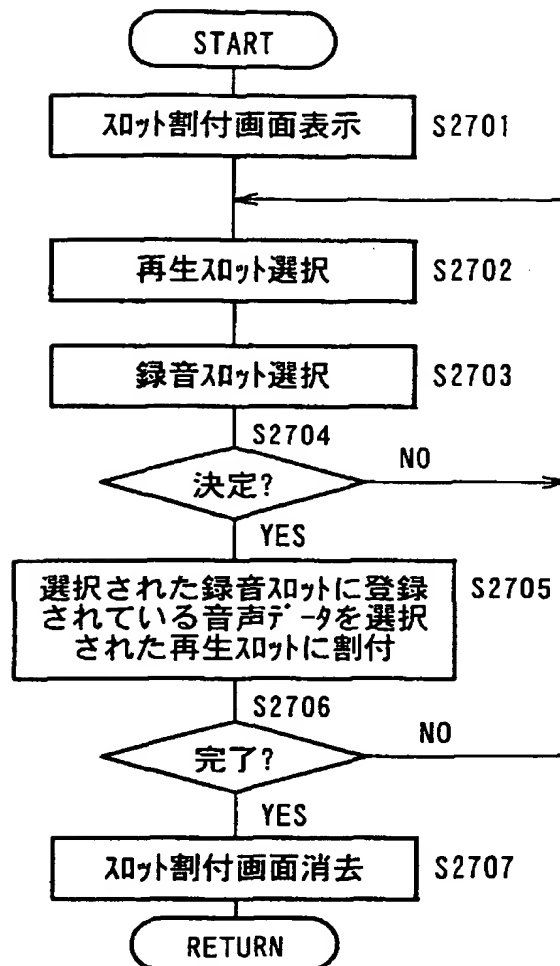 START
スロット割付画面表示 S2701
再生スロット選択 S2702
録音スロット選択 S2703
S2704
決定? NO
YES
選択された録音スロットに登録 S2705
されている音声データを選択
された再生スロットに割付
S2706
完了? NO
YES
スロット割付画面消去 S2707
RETURN